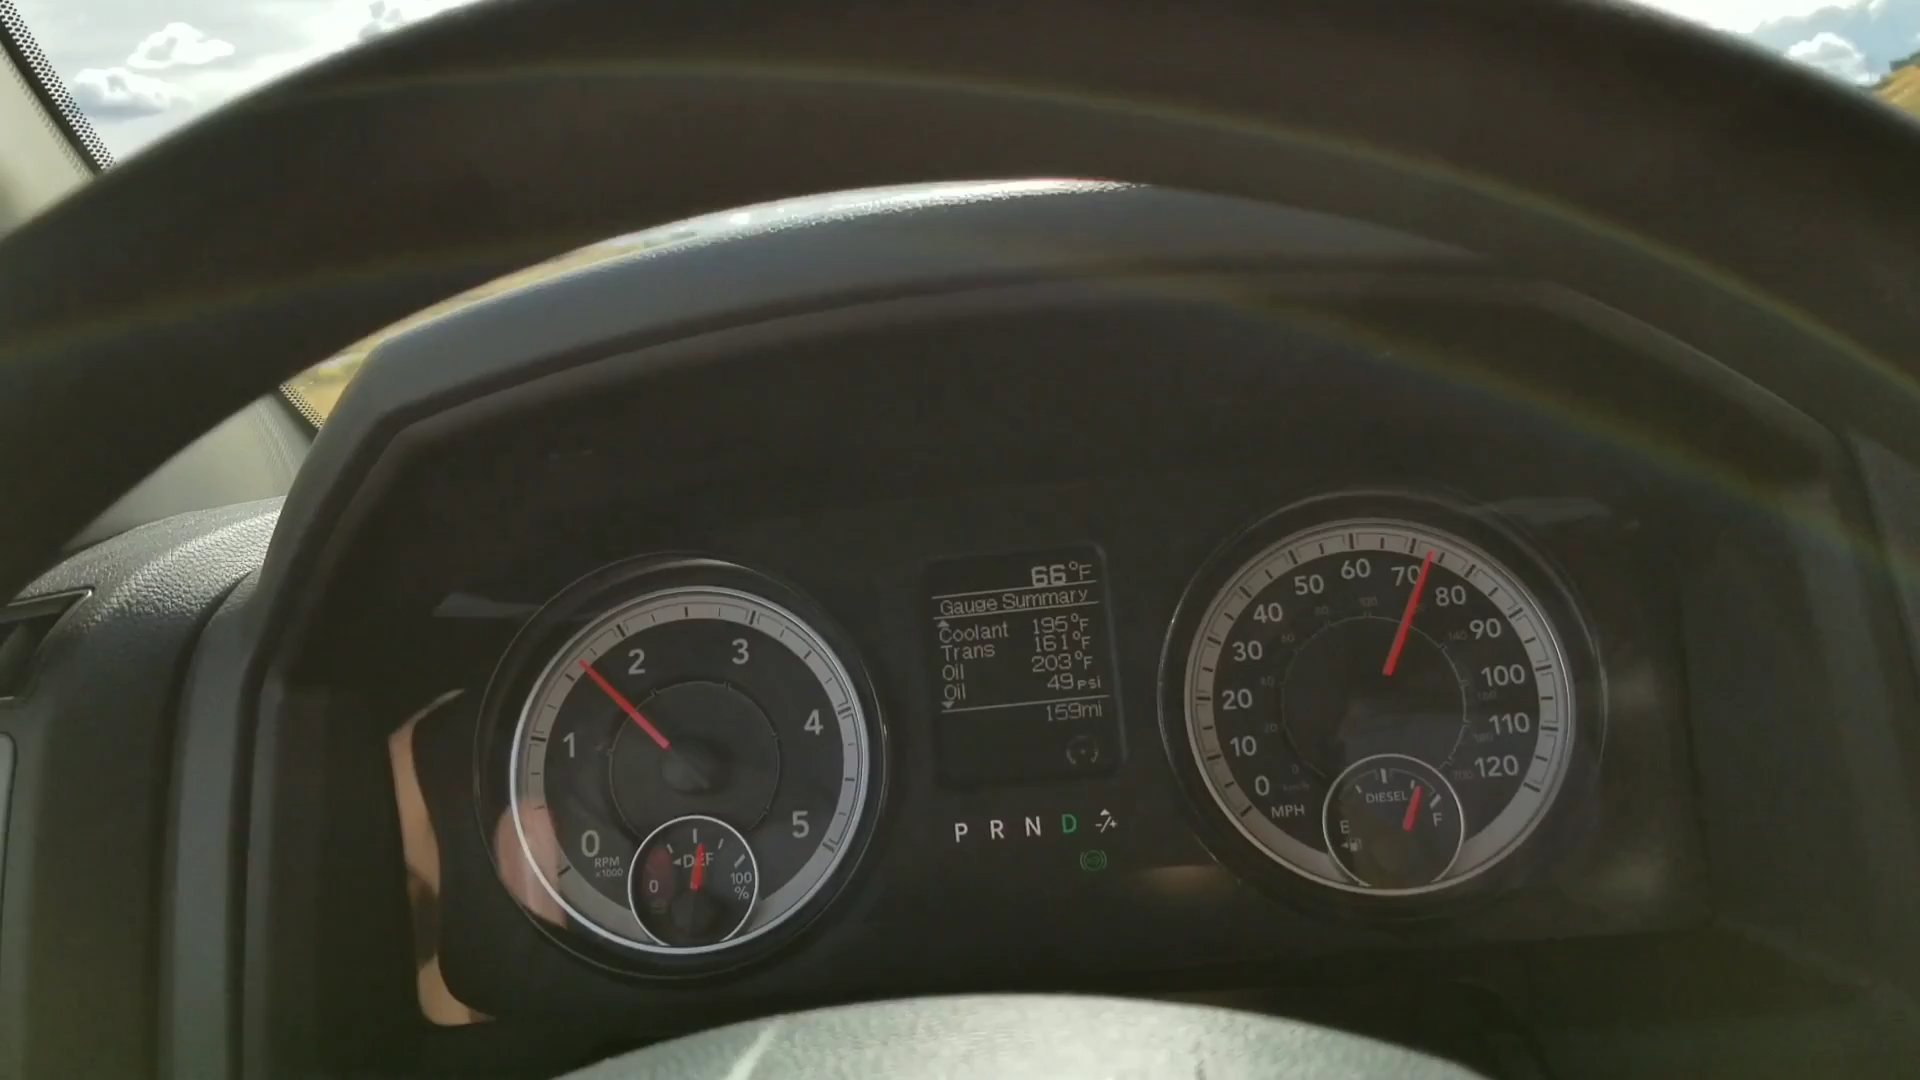 66°F
Gauge Summary
Coolant 195°F
Trans 161°F
Oil 203°F
Oil 49 psi
159mi
P R N D -/+
0 1 2 3 4 5
RPM
x1000
DEF
0 100
%
0 10 20 30 40 50 60 70 80 90 100 110 120
MPH
DIESEL
E F